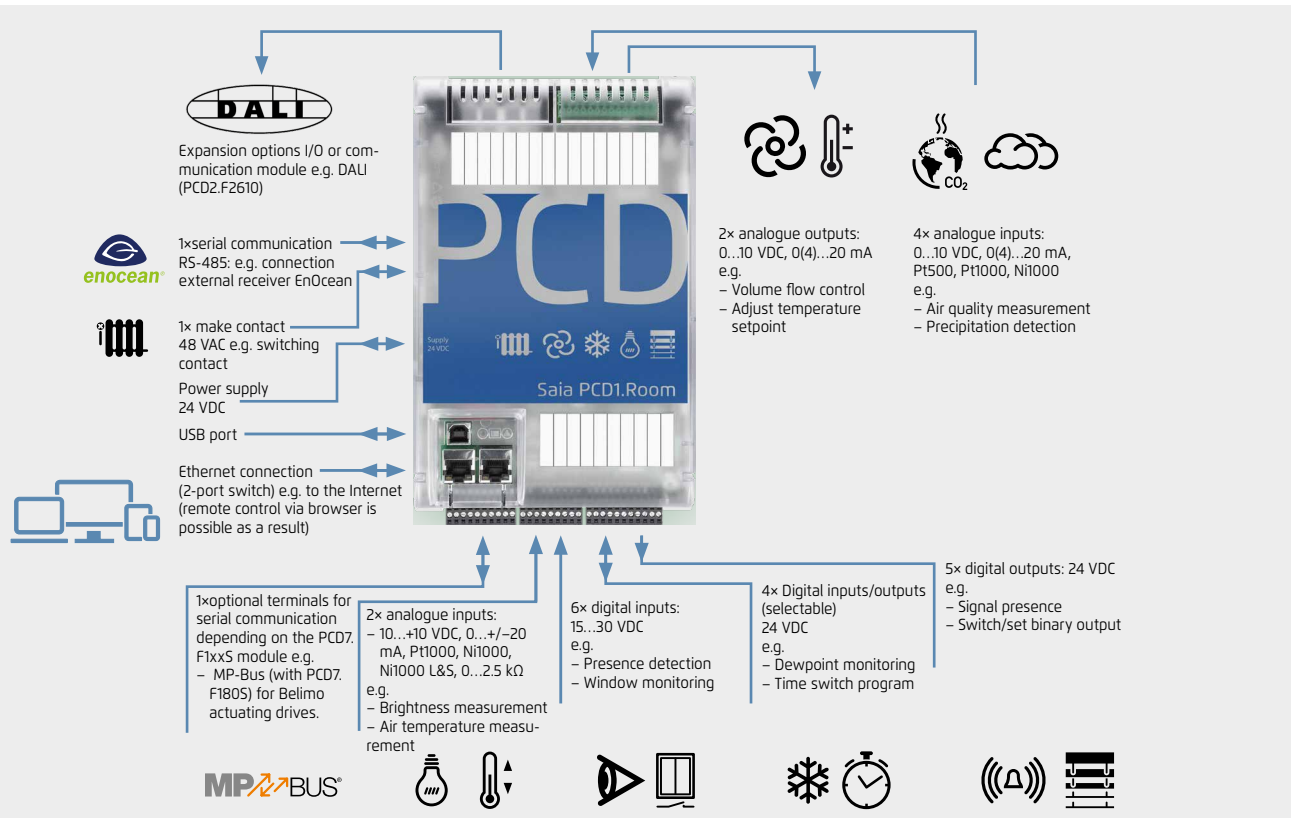 DALI
Expansion options I/O or com-
munication module e.g. DALI
(PCD2.F2610)
enocean®
1×serial communication
RS-485: e.g. connection
external receiver EnOcean
1× make contact
48 VAC e.g. switching
contact
Power supply
24 VDC
USB port
Ethernet connection
(2-port switch) e.g. to the Internet
(remote control via browser is
possible as a result)
PCD
Supply
24 VDC
Saia PCD1.Room
+
−
CO₂
2× analogue outputs:
0...10 VDC, 0(4)...20 mA
e.g.
– Volume flow control
– Adjust temperature
setpoint
4× analogue inputs:
0...10 VDC, 0(4)...20 mA,
Pt500, Pt1000, Ni1000
e.g.
– Air quality measurement
– Precipitation detection
1×optional terminals for
serial communication
depending on the PCD7.
F1xxS module e.g.
– MP-Bus (with PCD7.
F180S) for Belimo
actuating drives.
2× analogue inputs:
– 10...+10 VDC, 0...+/−20
mA, Pt1000, Ni1000,
Ni1000 L&S, 0...2.5 kΩ
e.g.
– Brightness measurement
– Air temperature measu-
rement
6× digital inputs:
15...30 VDC
e.g.
– Presence detection
– Window monitoring
4× Digital inputs/outputs
(selectable)
24 VDC
e.g.
– Dewpoint monitoring
– Time switch program
5× digital outputs: 24 VDC
e.g.
– Signal presence
– Switch/set binary output
MP BUS®